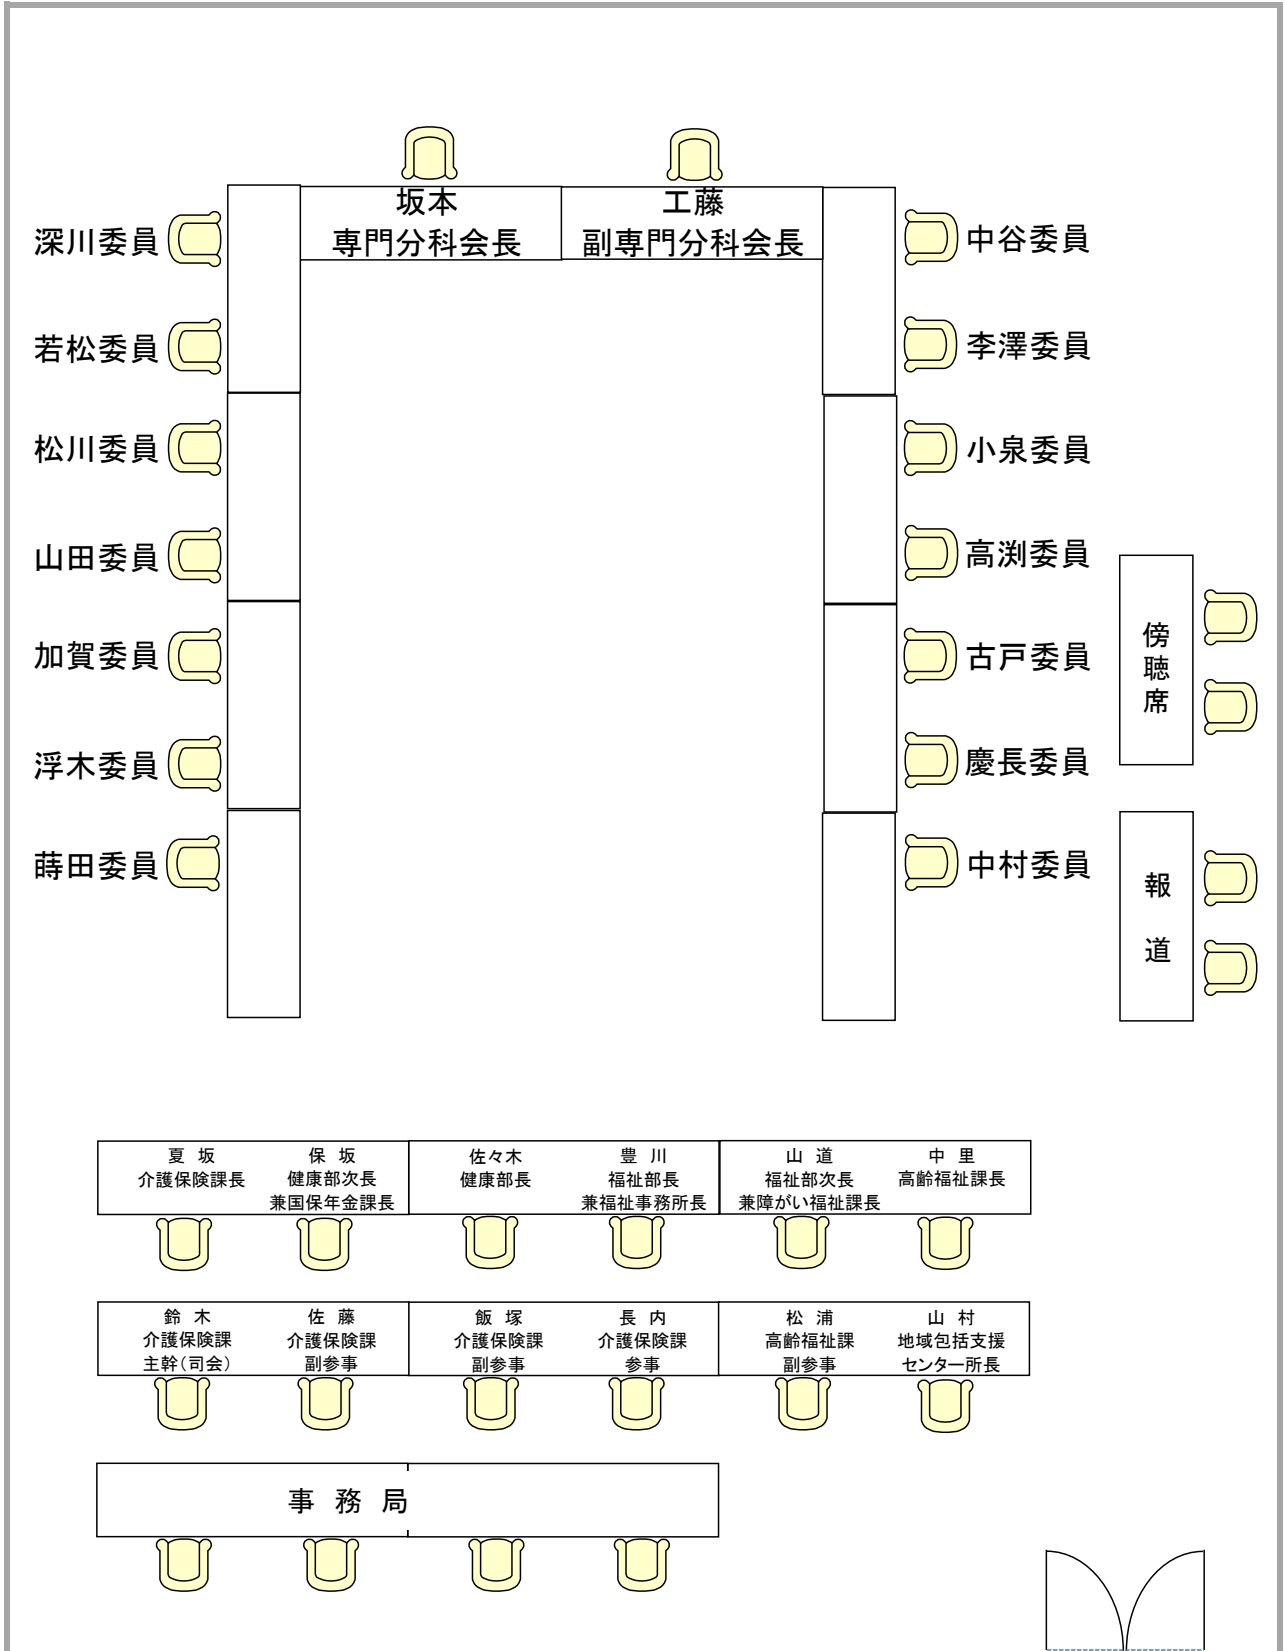 坂本
専門分科会長
工藤
副専門分科会長
深川委員
若松委員
松川委員
山田委員
加賀委員
浮木委員
蒔田委員
中谷委員
李澤委員
小泉委員
高渕委員
古戸委員
慶長委員
中村委員
傍聴席
報道
夏坂
介護保険課長
保坂
健康部次長
兼国保年金課長
佐々木
健康部長
豊川
福祉部長
兼福祉事務所長
山道
福祉部次長
兼障がい福祉課長
中里
高齢福祉課長
鈴木
介護保険課
主幹(司会)
佐藤
介護保険課
副参事
飯塚
介護保険課
副参事
長内
介護保険課
参事
松浦
高齢福祉課
副参事
山村
地域包括支援
センター所長
事務局